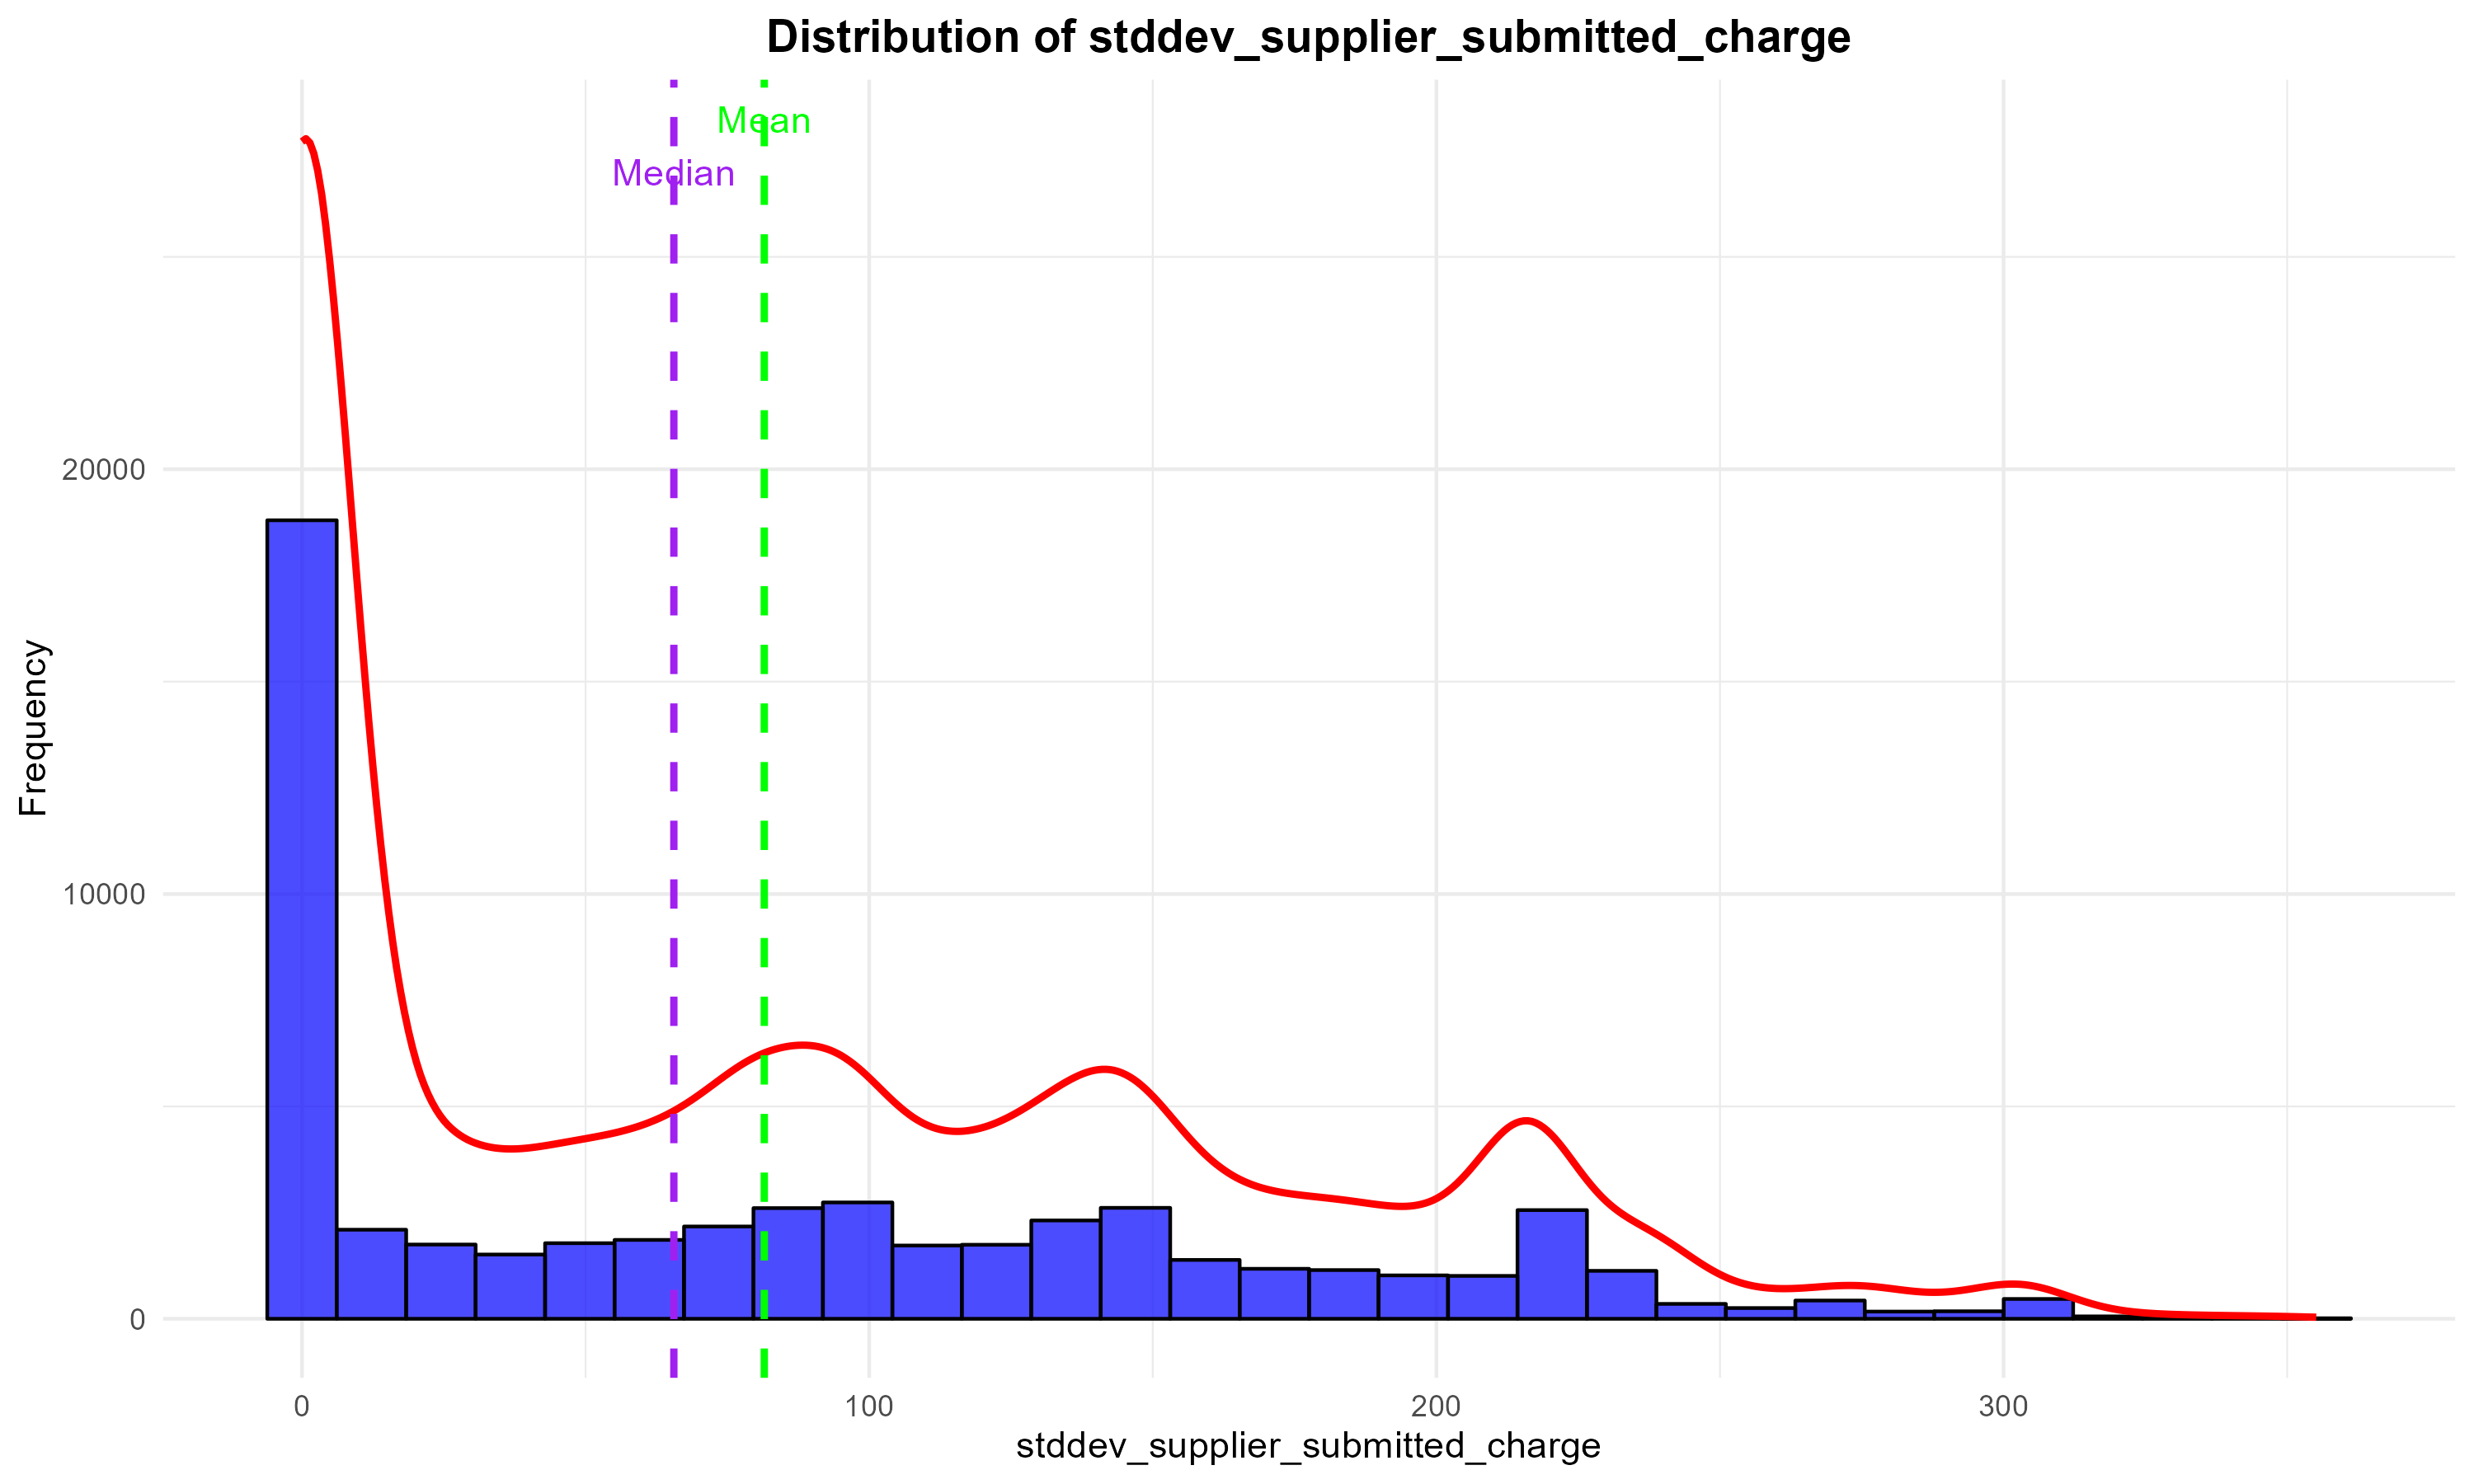 Distribution of stddev_supplier_submitted_charge
Mean
Median
Frequency
20000
10000
0
0 100 200 300
stddev_supplier_submitted_charge